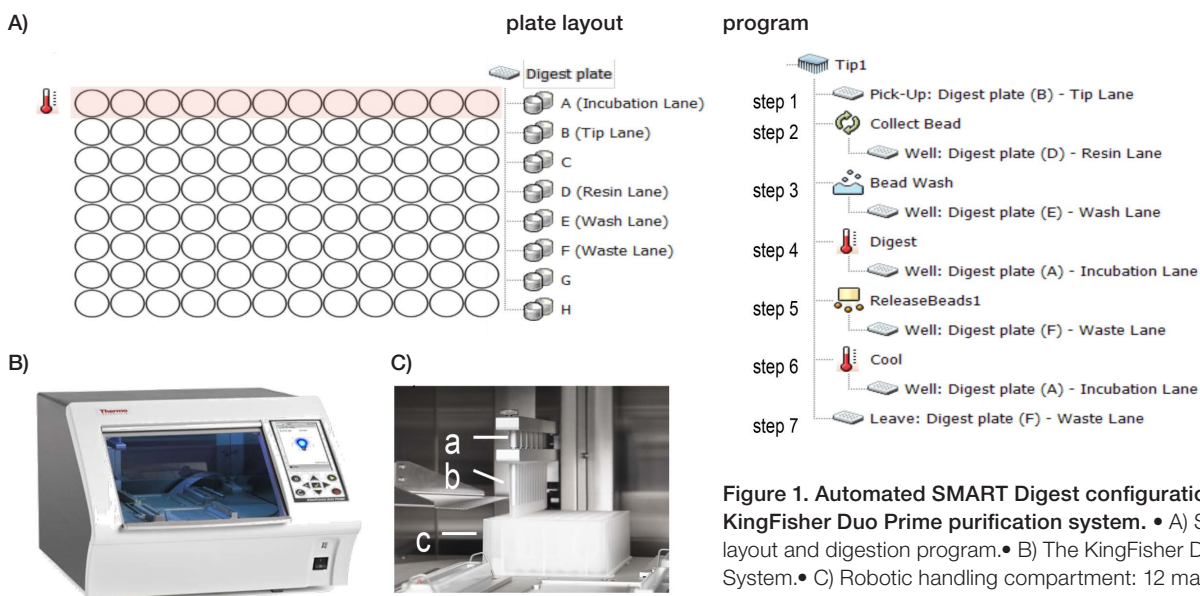 A)
plate layout
program
Digest plate
A (Incubation Lane)
B (Tip Lane)
C
D (Resin Lane)
E (Wash Lane)
F (Waste Lane)
G
H
Tip1
step 1 Pick-Up: Digest plate (B) - Tip Lane
step 2 Collect Bead
Well: Digest plate (D) - Resin Lane
step 3 Bead Wash
Well: Digest plate (E) - Wash Lane
step 4 Digest
Well: Digest plate (A) - Incubation Lane
step 5 ReleaseBeads1
Well: Digest plate (F) - Waste Lane
step 6 Cool
Well: Digest plate (A) - Incubation Lane
step 7 Leave: Digest plate (F) - Waste Lane
B)
Thermo
C)
a
b
c
Figure 1. Automated SMART Digest configuratio
KingFisher Duo Prime purification system. • A) S
layout and digestion program.• B) The KingFisher D
System.• C) Robotic handling compartment: 12 ma